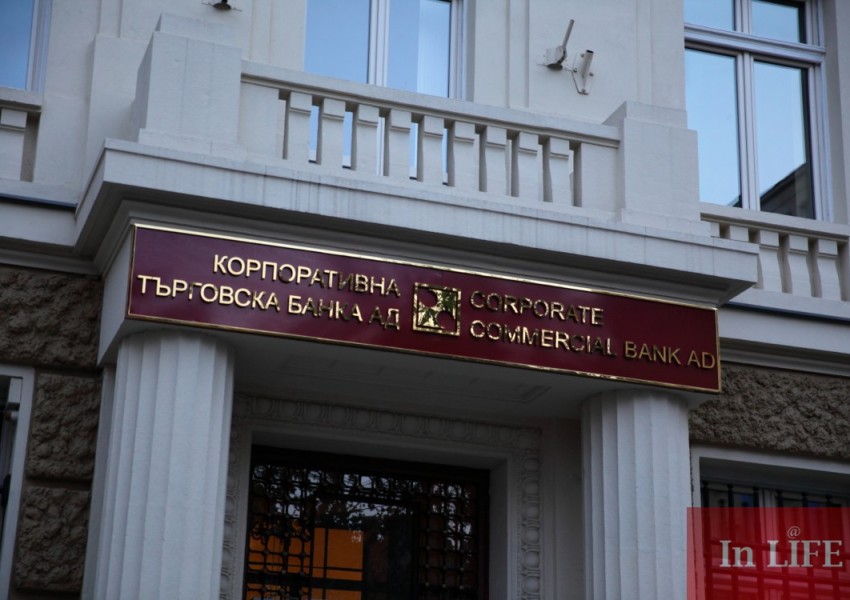 КОРПОРАТИВНА
ТЪРГОВСКА БАНКА АД
CORPORATE
COMMERCIAL BANK AD
@
In LIFE